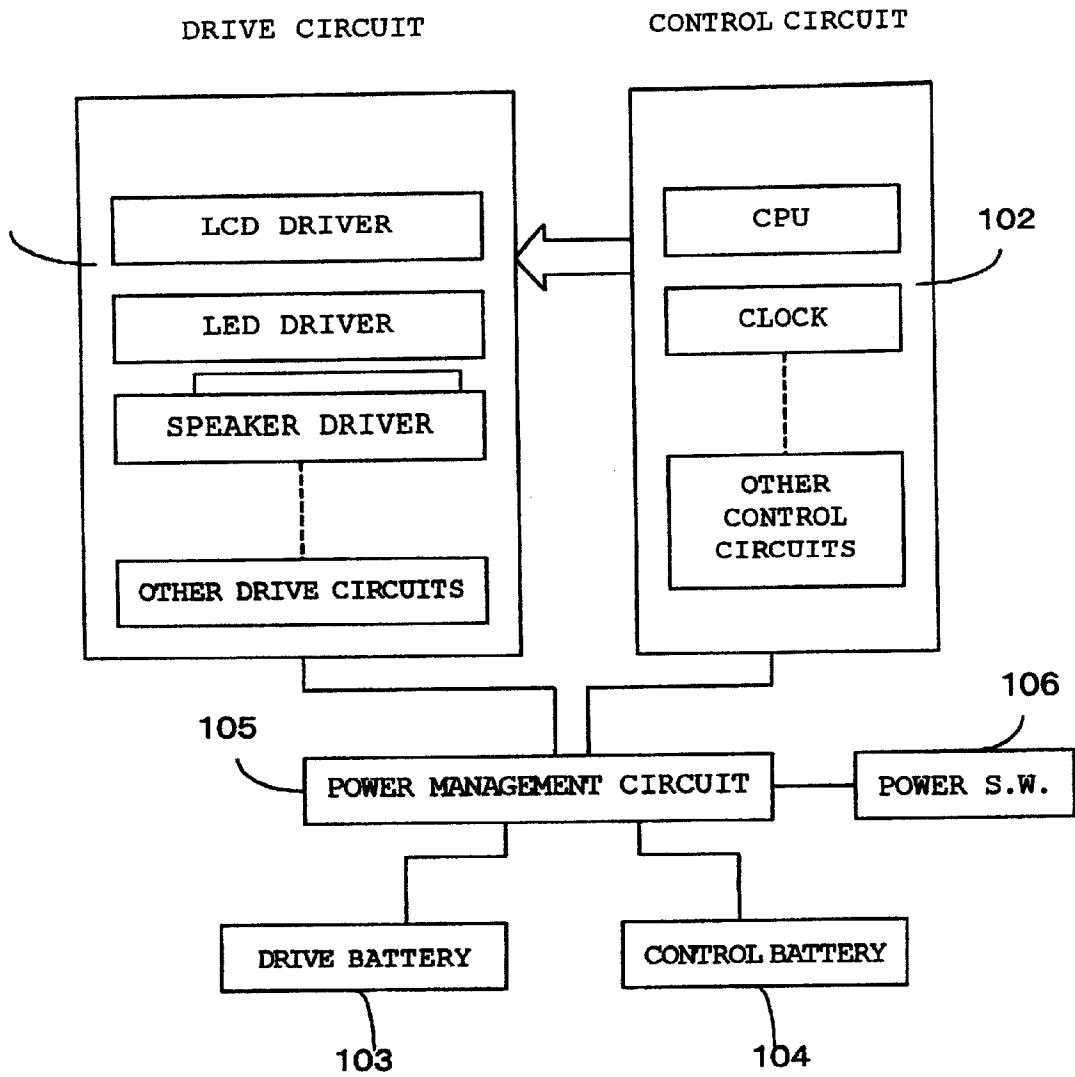 DRIVE CIRCUIT
CONTROL CIRCUIT
LCD DRIVER
LED DRIVER
SPEAKER DRIVER
OTHER DRIVE CIRCUITS
CPU
CLOCK
OTHER
CONTROL
CIRCUITS
102
105
106
POWER MANAGEMENT CIRCUIT
POWER S.W.
DRIVE BATTERY
CONTROL BATTERY
103
104